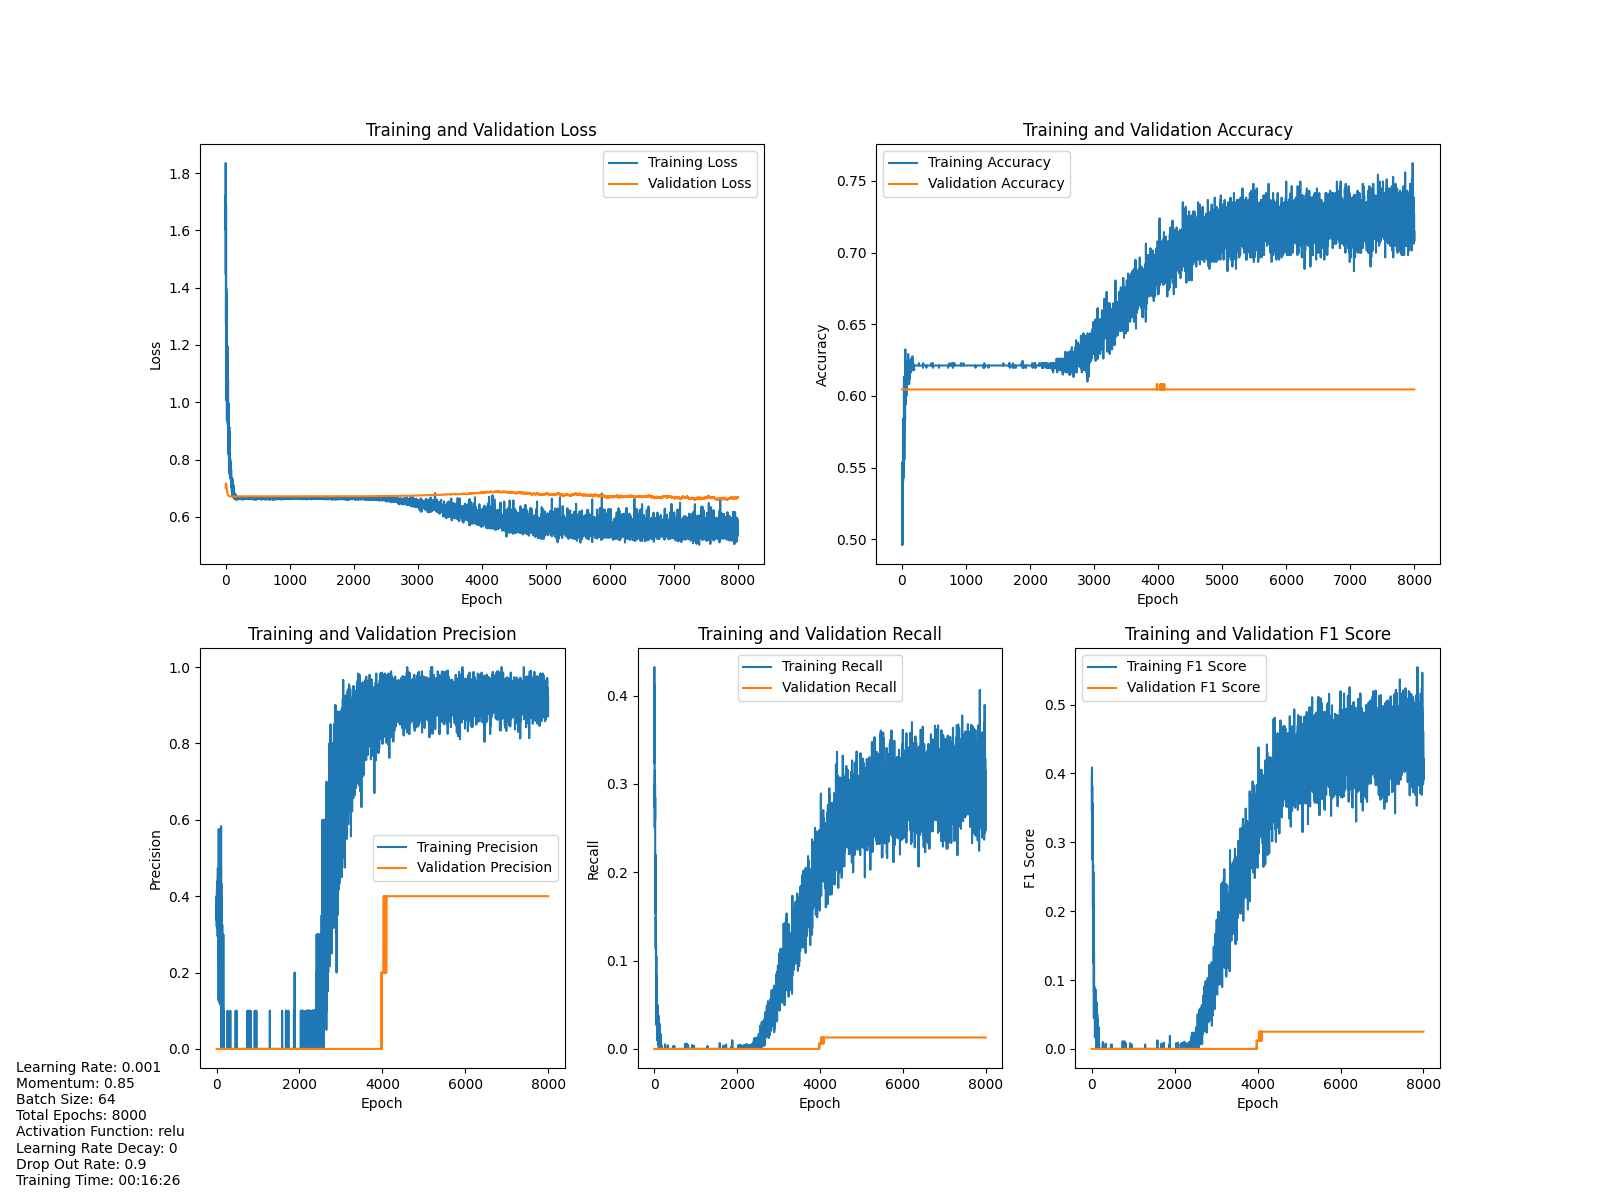 Training and Validation Loss
1.8
1.6
1.4
1.2
1.0
0.8
0.6
Loss
Training Loss
Validation Loss
0 1000 2000 3000 4000 5000 6000 7000 8000
Epoch
Training and Validation Accuracy
0.75
0.70
0.65
0.60
0.55
0.50
Accuracy
Training Accuracy
Validation Accuracy
0 1000 2000 3000 4000 5000 6000 7000 8000
Epoch
Training and Validation Precision
1.0
0.8
0.6
0.4
0.2
0.0
Precision
Training Precision
Validation Precision
0 2000 4000 6000 8000
Epoch
Training and Validation Recall
0.4
0.3
0.2
0.1
0.0
Recall
Training Recall
Validation Recall
0 2000 4000 6000 8000
Epoch
Training and Validation F1 Score
0.5
0.4
0.3
0.2
0.1
0.0
F1 Score
Training F1 Score
Validation F1 Score
0 2000 4000 6000 8000
Epoch
Learning Rate: 0.001
Momentum: 0.85
Batch Size: 64
Total Epochs: 8000
Activation Function: relu
Learning Rate Decay: 0
Drop Out Rate: 0.9
Training Time: 00:16:26